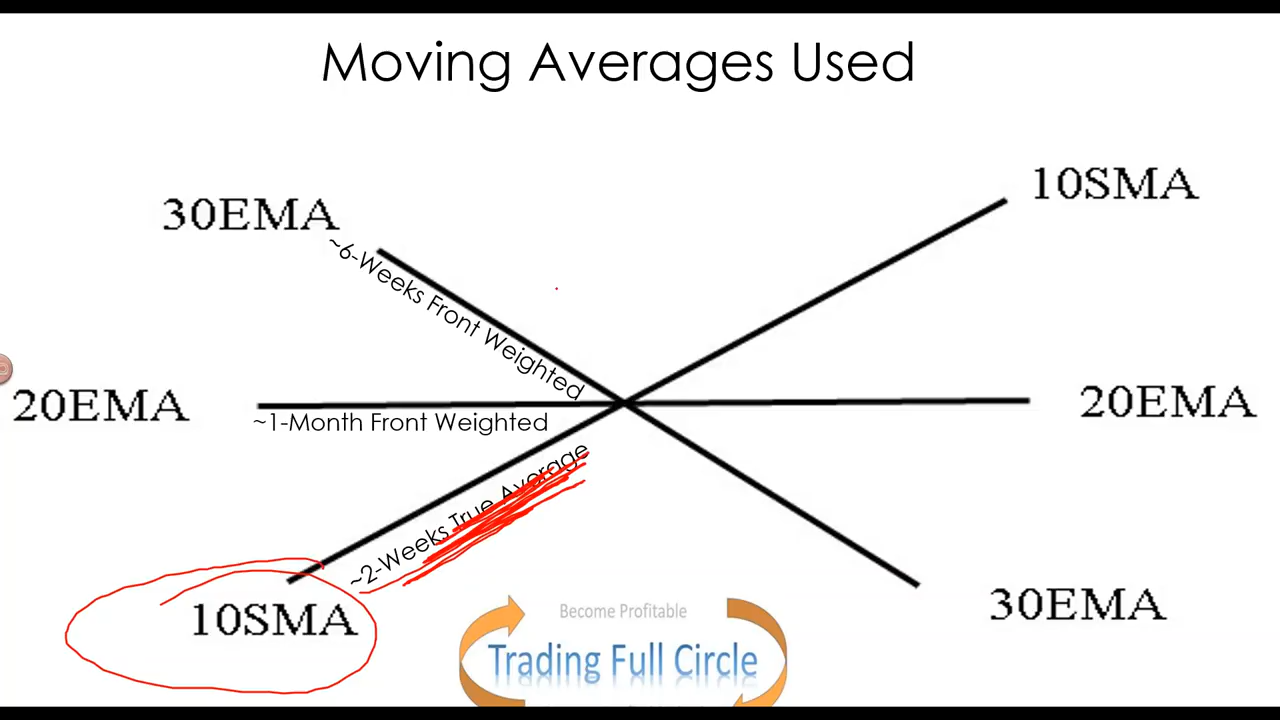 Moving Averages Used
10SMA
30EMA
~6-Weeks Front Weighted
20EMA
20EMA
~1-Month Front Weighted
~2-Weeks True Average
10SMA
30EMA
Become Profitable
Trading Full Circle